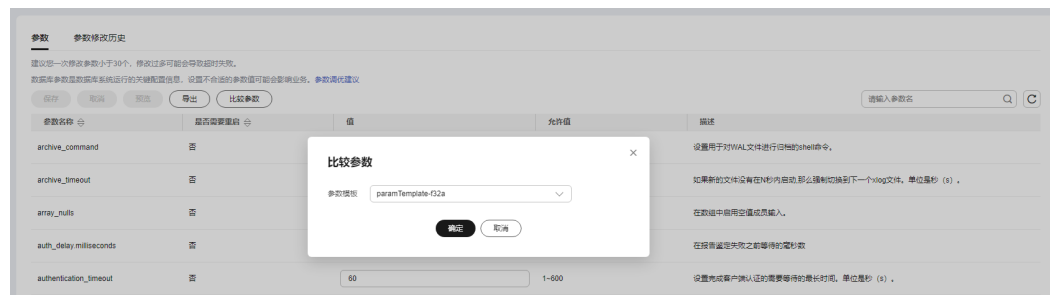 参数 参数修改历史
建议您一次修改参数小于30个，修改过多可能会导致超时失败。
数据库参数是数据库系统运行的关键配置信息，设置不合适的参数值可能会影响业务。参数调优建议
保存 取消 预览 导出 比较参数 请输入参数名
参数名称 是否需要重启 值 允许值 描述
archive_command 否 设置用于对WAL文件进行归档的shell命令。
archive_timeout 否 如果新的文件没有在N秒内启动,那么强制切换到下一个xlog文件。单位是秒（s）。
array_nulls 否 在数组中启用空值成员输入。
auth_delay.milliseconds 否 在报告鉴定失败之前等待的毫秒数
authentication_timeout 否 60 1~600 设置完成客户端认证的需要等待的最长时间。单位是秒（s）。
比较参数
参数模板 paramTemplate-f32a
确定 取消